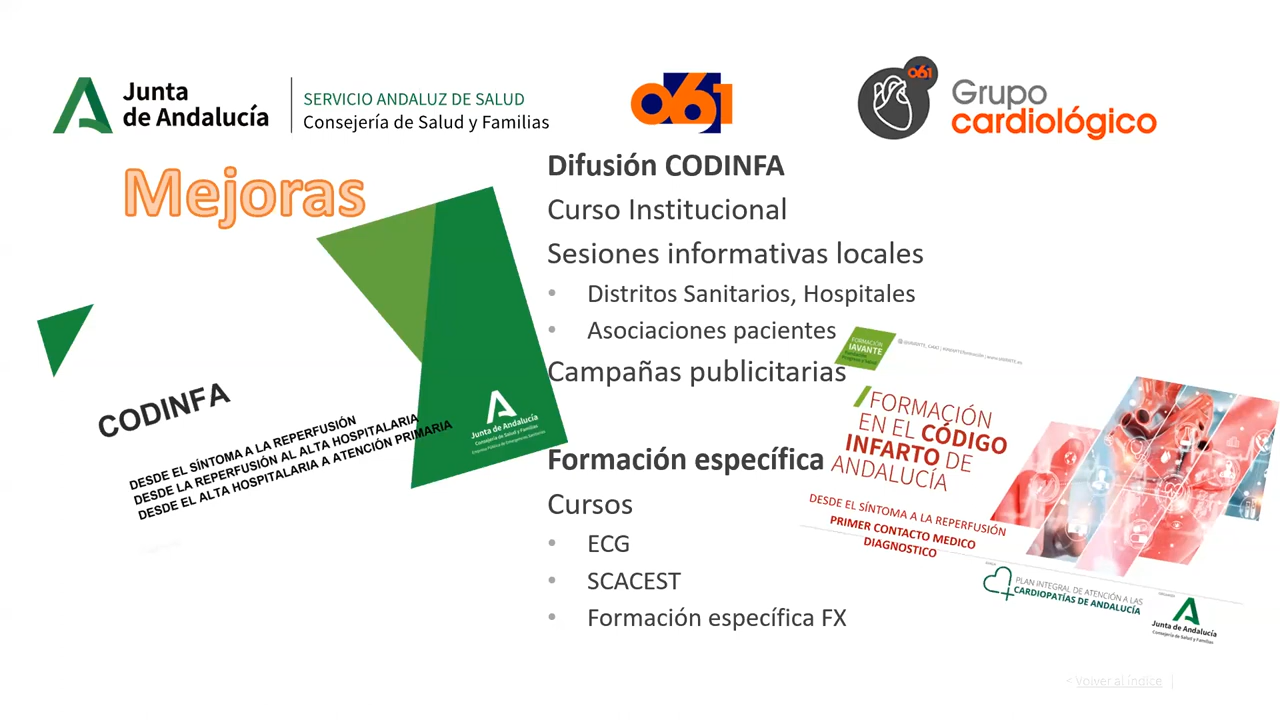 Junta
de Andalucía
SERVICIO ANDALUZ DE SALUD
Consejería de Salud y Familias
061
061
Grupo
cardiológico
Mejoras
Difusión CODINFA
Curso Institucional
Sesiones informativas locales
• Distritos Sanitarios, Hospitales
• Asociaciones pacientes
Campañas publicitarias
Formación específica
Cursos
• ECG
• SCACEST
• Formación específica FX
CODINFA
DESDE EL SÍNTOMA A LA REPERFUSIÓN
DESDE LA REPERFUSIÓN AL ALTA HOSPITALARIA
DESDE EL ALTA HOSPITALARIA A ATENCIÓN PRIMARIA
Junta de Andalucía
Consejería de Salud y Familias
Empresa Pública de Emergencias Sanitarias
FORMACIÓN
IAVANTE
/FORMACIÓN
EN EL CÓDIGO
INFARTO DE
ANDALUCÍA
DESDE EL SÍNTOMA A LA REPERFUSIÓN
PRIMER CONTACTO MEDICO
DIAGNOSTICO
PLAN INTEGRAL DE ATENCIÓN A LAS
CARDIOPATÍAS DE ANDALUCÍA
Junta de Andalucía
Consejería de Salud y Familias
< Volver al índice |